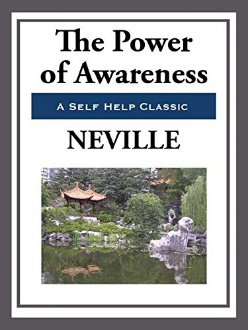 The Power
of Awareness
A Self Help Classic
NEVILLE